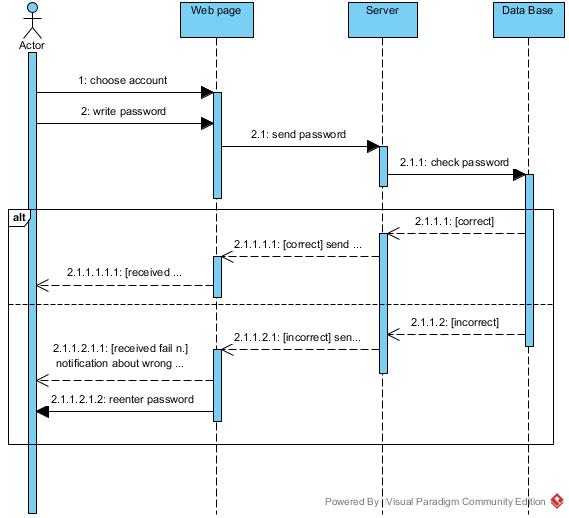 Web page
Server
Data Base
Actor
1: choose account
2: write password
2.1: send password
2.1.1: check password
alt
2.1.1.1: [correct]
2.1.1.1.1: [correct] send ...
2.1.1.1.1.1: [received ...
2.1.1.2: [incorrect]
2.1.1.2.1: [incorrect] sen...
2.1.1.2.1.1: [received fail n.]
notification about wrong ...
2.1.1.2.1.2: reenter password
Powered By Visual Paradigm Community Edition